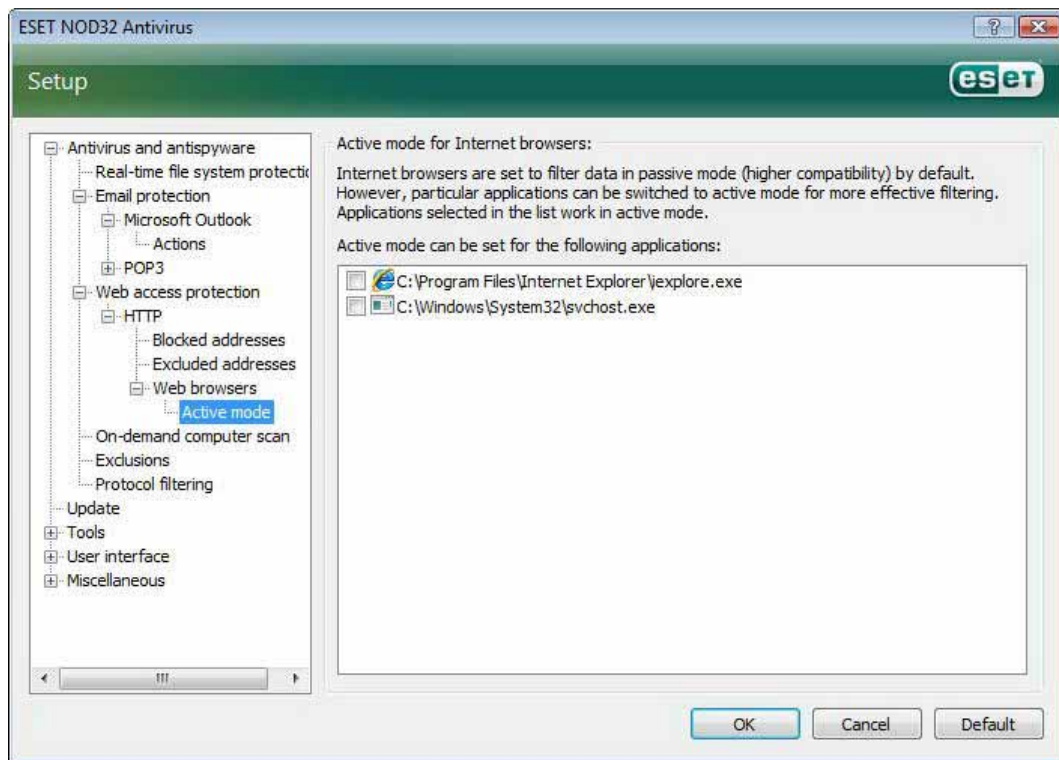 ESET NOD32 Antivirus
Setup
eseT
Antivirus and antispyware
Real-time file system protectic
Email protection
Microsoft Outlook
Actions
POP3
Web access protection
HTTP
Blocked addresses
Excluded addresses
Web browsers
Active mode
On-demand computer scan
Exclusions
Protocol filtering
Update
Tools
User interface
Miscellaneous
Active mode for Internet browsers:
Internet browsers are set to filter data in passive mode (higher compatibility) by default.
However, particular applications can be switched to active mode for more effective filtering.
Applications selected in the list work in active mode.
Active mode can be set for the following applications:
C:\Program Files\Internet Explorer\iexplore.exe
C:\Windows\System32\svchost.exe
OK
Cancel
Default